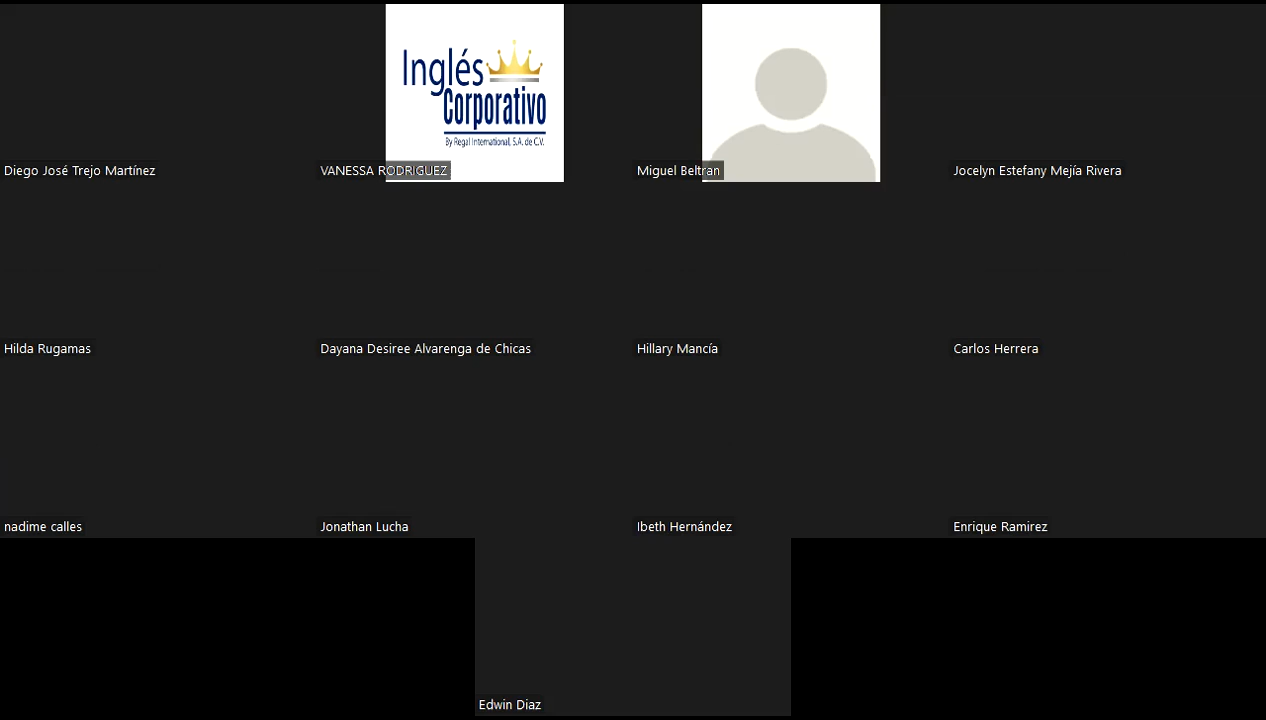 Inglés
Corporativo
By Regal International, S.A. de C.V.
Diego José Trejo Martínez
VANESSA RODRIGUEZ
Miguel Beltran
Jocelyn Estefany Mejía Rivera
Hilda Rugamas
Dayana Desiree Alvarenga de Chicas
Hillary Mancía
Carlos Herrera
nadime calles
Jonathan Lucha
Ibeth Hernández
Enrique Ramirez
Edwin Diaz